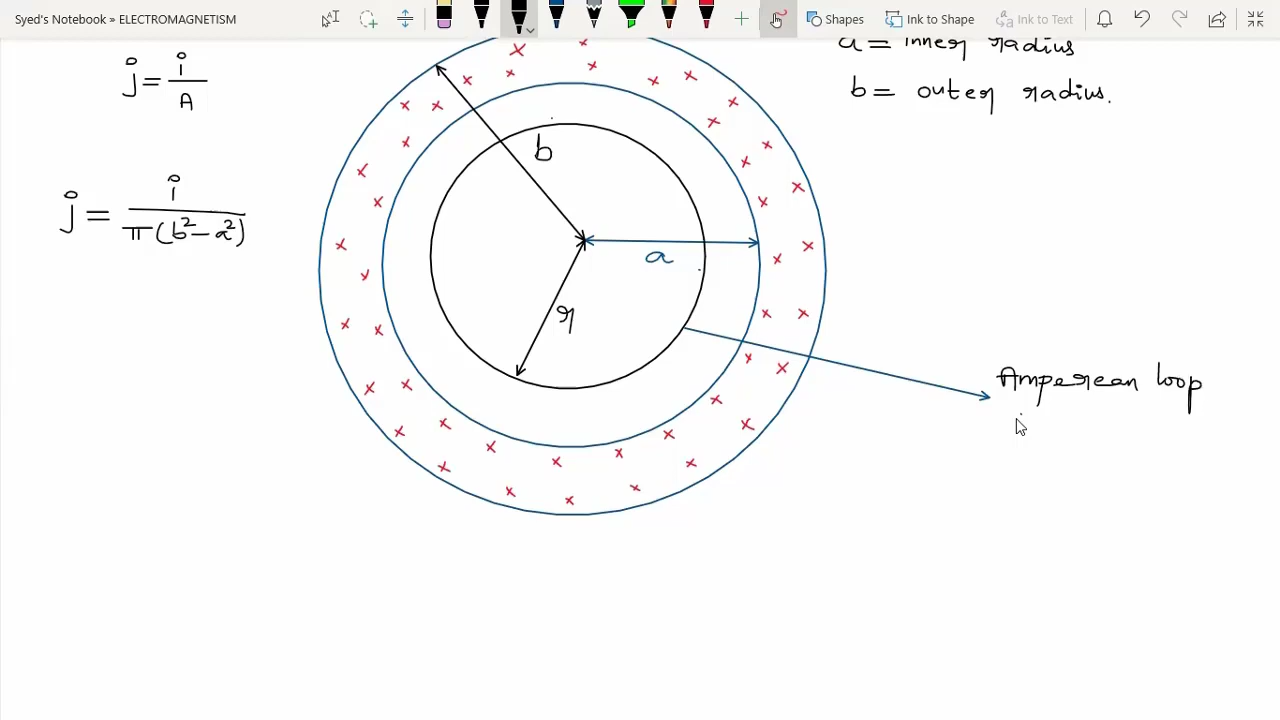 Syed's Notebook » ELECTROMAGNETISM
Shapes
Ink to Shape
Ink to Text
a = inner radius
b = outer radius.
j = i / A
j = i / π(b² – a²)
b
a
r
Amperean loop